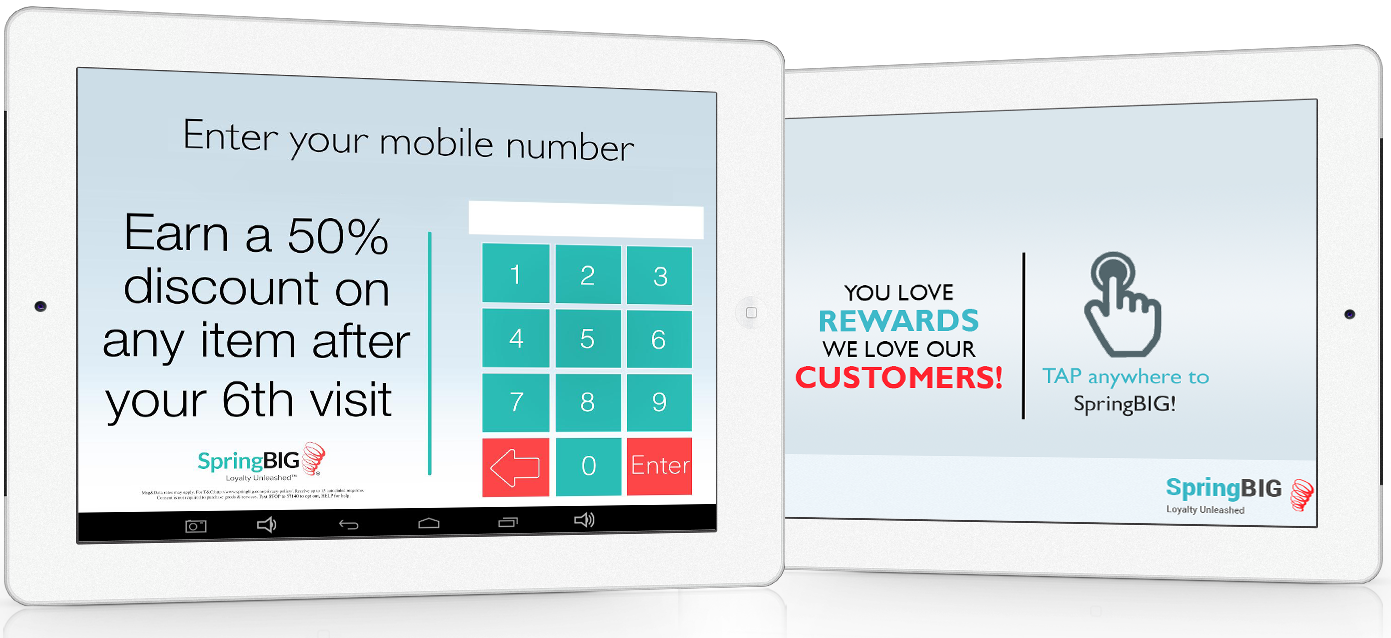 Enter your mobile number
Earn a 50%
discount on
any item after
your 6th visit
SpringBIG
Loyalty Unleashed™
1 2 3
4 5 6
7 8 9
0 Enter
YOU LOVE
REWARDS
WE LOVE OUR
CUSTOMERS!
TAP anywhere to
SpringBIG!
SpringBIG
Loyalty Unleashed